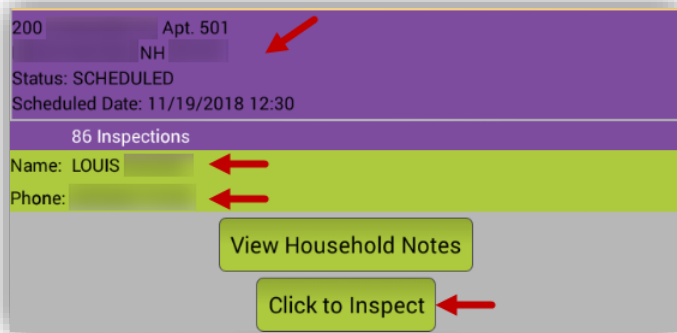 200 Apt. 501
NH
Status: SCHEDULED
Scheduled Date: 11/19/2018 12:30
86 Inspections
Name: LOUIS
Phone:
View Household Notes
Click to Inspect